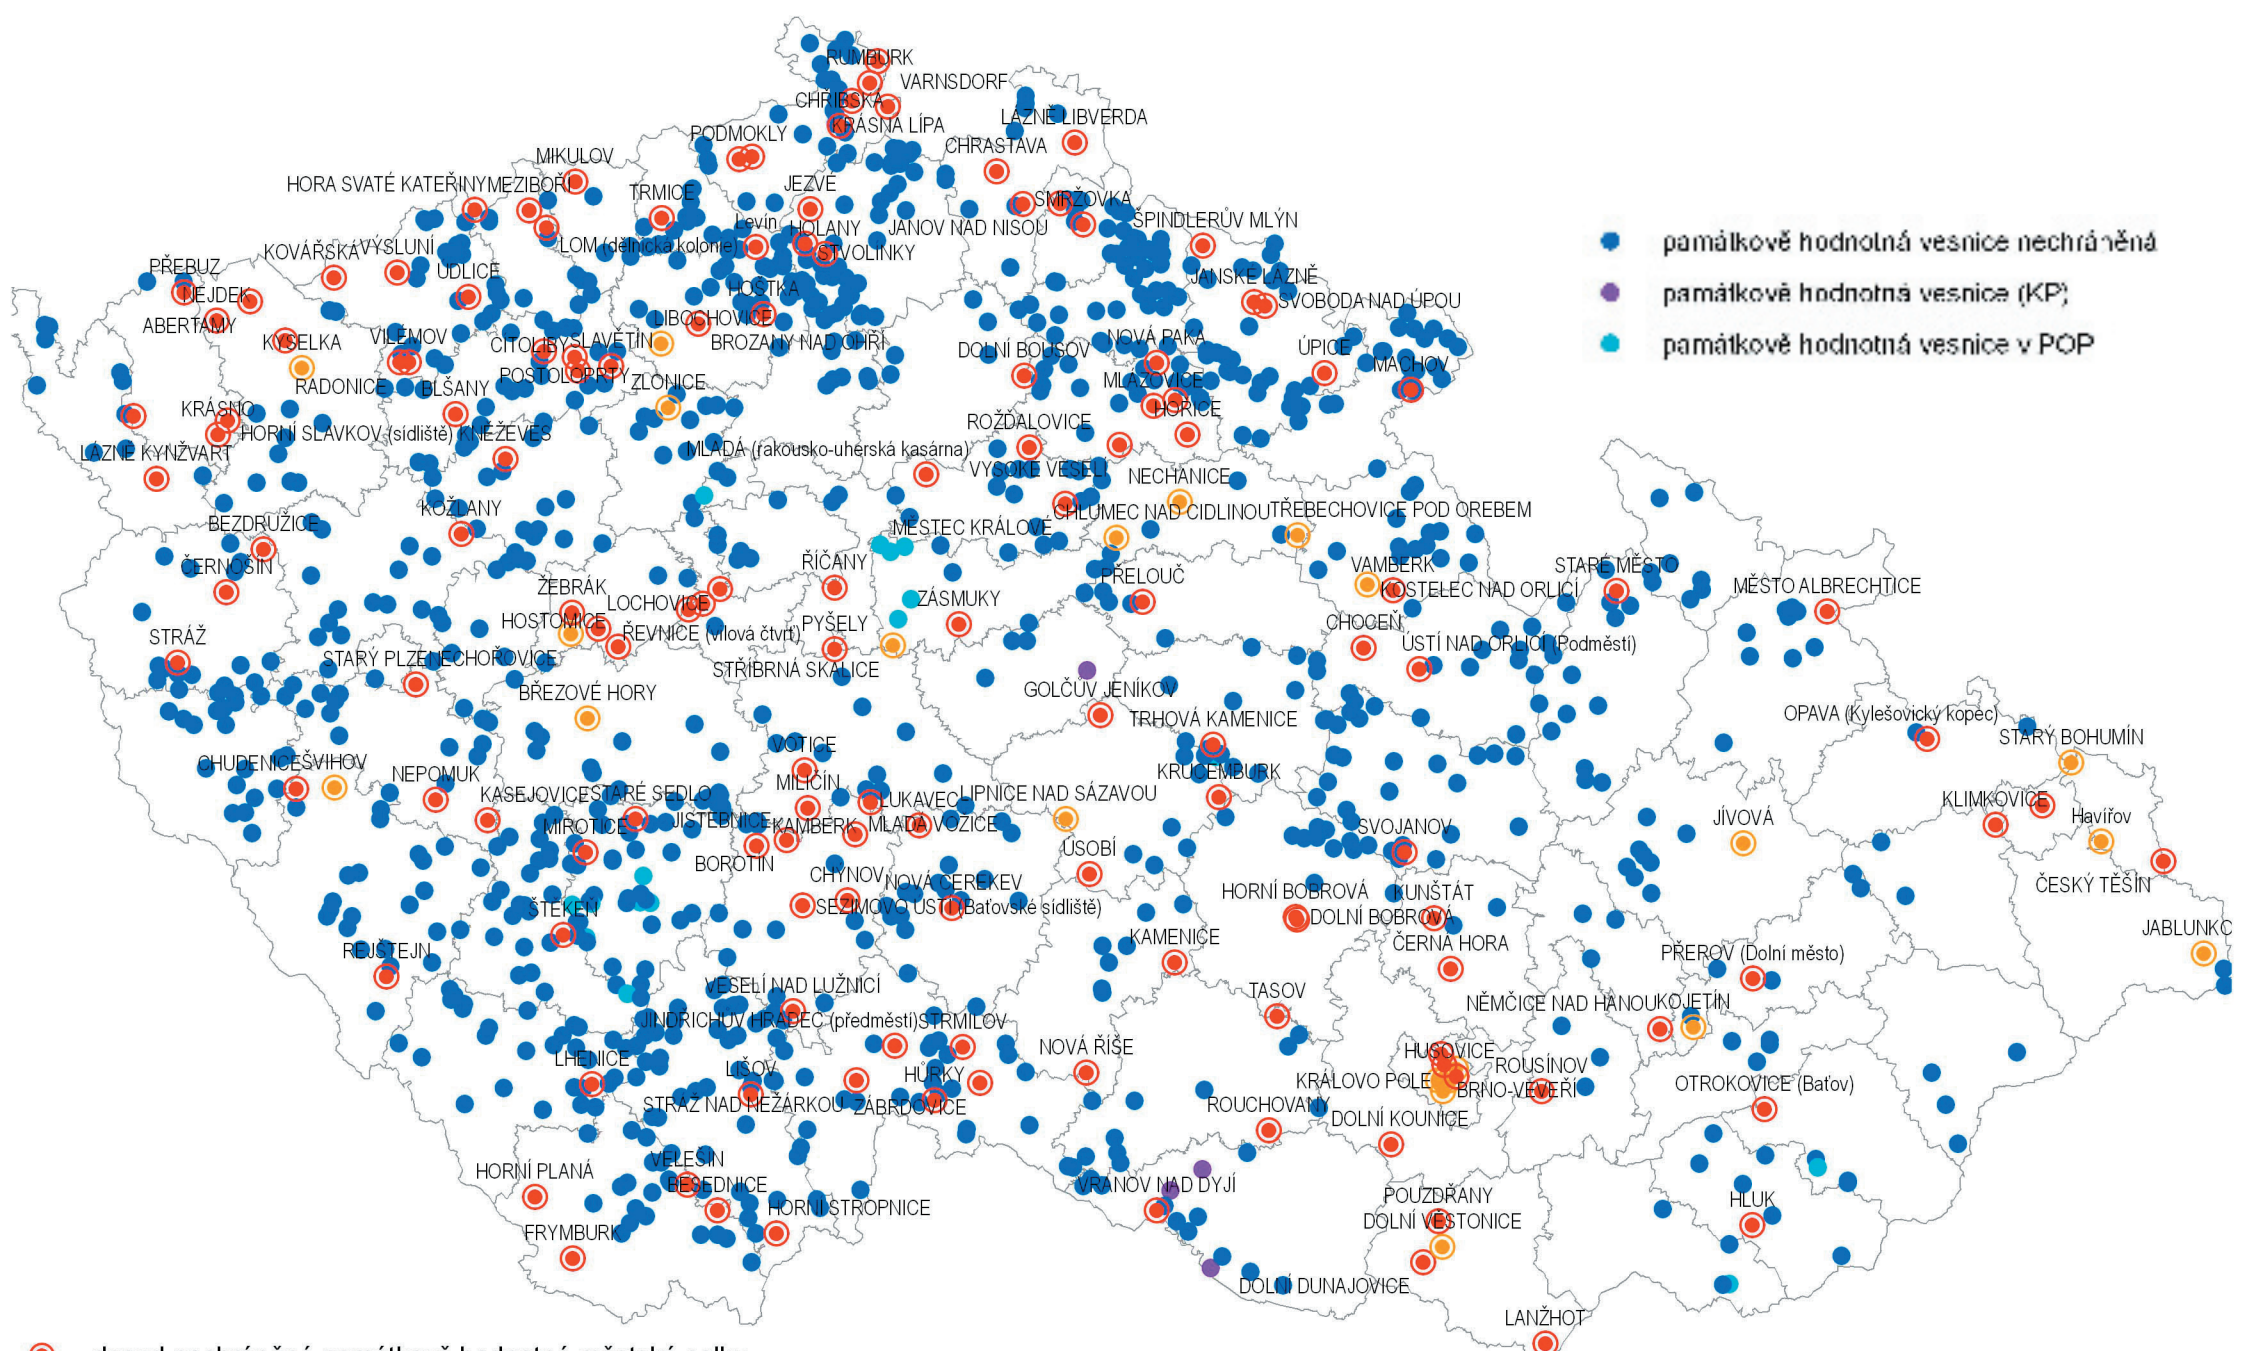 RUMBURK
VARNSDORF
CHŘIBSKÁ
KRÁSNÁ LÍPA
LÁZNĚ LIBVERDA
PODMOKLY
CHRASTAVA
MIKULOV
HORA SVATÉ KATEŘINY
MEZIBOŘÍ
TRMICE
JEZVÉ
SMRŽOVKA
Levín
HOLANY
JANOV NAD NISOU
ŠPINDLERŮV MLÝN
KOVÁŘSKÁ
VÝSLUNÍ
LOM (dělnická kolonie)
STVOLÍNKY
PŘEBUZ
ÚDLICE
JANSKÉ LÁZNĚ
NEJDEK
HOŠTKA
SVOBODA NAD ÚPOU
ABERTAMY
LIBOCHOVICE
KYSELKA
VILÉMOV
CITOLIBY
SLAVĚTÍN
BROZANY NAD OHŘÍ
DOLNÍ BOUSOV
NOVÁ PAKA
ÚPICE
MACHOV
RADONICE
BLŠANY
POSTOLOPRTY
ZLONICE
MLÁZOVICE
KRÁSNO
HOŘICE
HORNÍ SLAVKOV (sídliště)
KNĚŽEVES
ROŽĎALOVICE
LÁZNĚ KYNŽVART
MLADÁ (rakousko-uherská kasárna)
VYSOKÉ VESELÍ
NECHANICE
KOŽLANY
BEZDRUŽICE
MĚSTEC KRÁLOVÉ
CHLUMEC NAD CIDLINOU
TŘEBECHOVICE POD OREBEM
ČERNOŠÍN
ŽEBRÁK
ŘÍČANY
PŘELOUČ
VAMBERK
STARÉ MĚSTO
MĚSTO ALBRECHTICE
KOSTELEC NAD ORLICÍ
LOCHOVICE
ZÁSMUKY
HOSTOMICE
ŘEVNICE (vilová čtvrť)
PYŠELY
CHOCEŇ
STRÁŽ
ÚSTÍ NAD ORLICÍ (Podměstí)
STARÝ PLZENEC
HOŘOVICE
STŘÍBRNÁ SKALICE
BŘEZOVÉ HORY
GOLČŮV JENÍKOV
TRHOVÁ KAMENICE
OPAVA (Kylešovický kopec)
STARÝ BOHUMÍN
VOTICE
CHUDENICE
ŠVIHOV
NEPOMUK
MILIČÍN
KRUCEMBURK
KASEJOVICE
STARÉ SEDLO
LUKAVEC
LIPNICE NAD SÁZAVOU
KLIMKOVICE
MIROTICE
JISTEBNICE
KAMBERK
MLADÁ VOŽICE
SVOJANOV
JÍVOVÁ
Havířov
BOROTÍN
ÚSOBÍ
CHÝNOV
NOVÁ CEREKEV
HORNÍ BOBROVÁ
KUNŠTÁT
ČESKÝ TĚŠÍN
ŠTĚKEŇ
SEZIMOVO ÚSTÍ (Baťovské sídliště)
DOLNÍ BOBROVÁ
JABLUNKO
REJŠTEJN
KAMENICE
ČERNÁ HORA
PŘEROV (Dolní město)
VESELÍ NAD LUŽNICÍ
TASOV
NĚMČICE NAD HANOU
KOJETÍN
JINDŘICHŮV HRADEC (předměstí)
STRMILOV
LHENICE
NOVÁ ŘÍŠE
HUSOVICE
LIŠOV
HŮRKY
KRÁLOVO POLE
ROUSÍNOV
BRNO-VEVEŘÍ
OTROKOVICE (Baťov)
STRÁŽ NAD NEŽÁRKOU
ZÁBRDOVICE
ROUCHOVANY
DOLNÍ KOUNICE
HORNÍ PLANÁ
VELEŠÍN
BESEDNICE
VRANOV NAD DYJÍ
POUZDŘANY
HORNÍ STROPNICE
DOLNÍ VĚSTONICE
HLUK
FRYMBURK
DOLNÍ DUNAJOVICE
LANŽHOT
památkově hodnotná vesnice nechráněná
památkově hodnotná vesnice (KP)
památkově hodnotná vesnice v POP